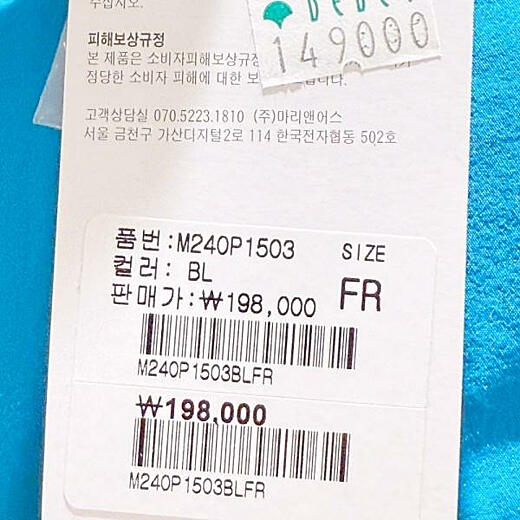 주십시오.
149000
피해보상규정
본 제품은 소비자피해보상규정
정당한 소비자 피해에 대한 보
고객상담실 070.5223.1810 (주)마리앤어스
서울 금천구 가산디지털2로 114 한국전자협동 502호
품번:M240P1503 SIZE
컬러: BL
판매가:₩198,000 FR
M240P1503BLFR
₩198,000
M240P1503BLFR